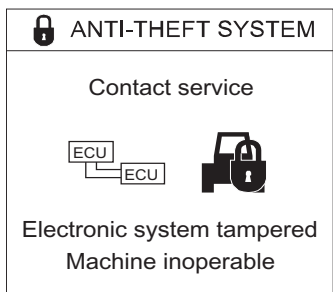 ANTI-THEFT SYSTEM
Contact service
ECU
ECU
Electronic system tampered
Machine inoperable